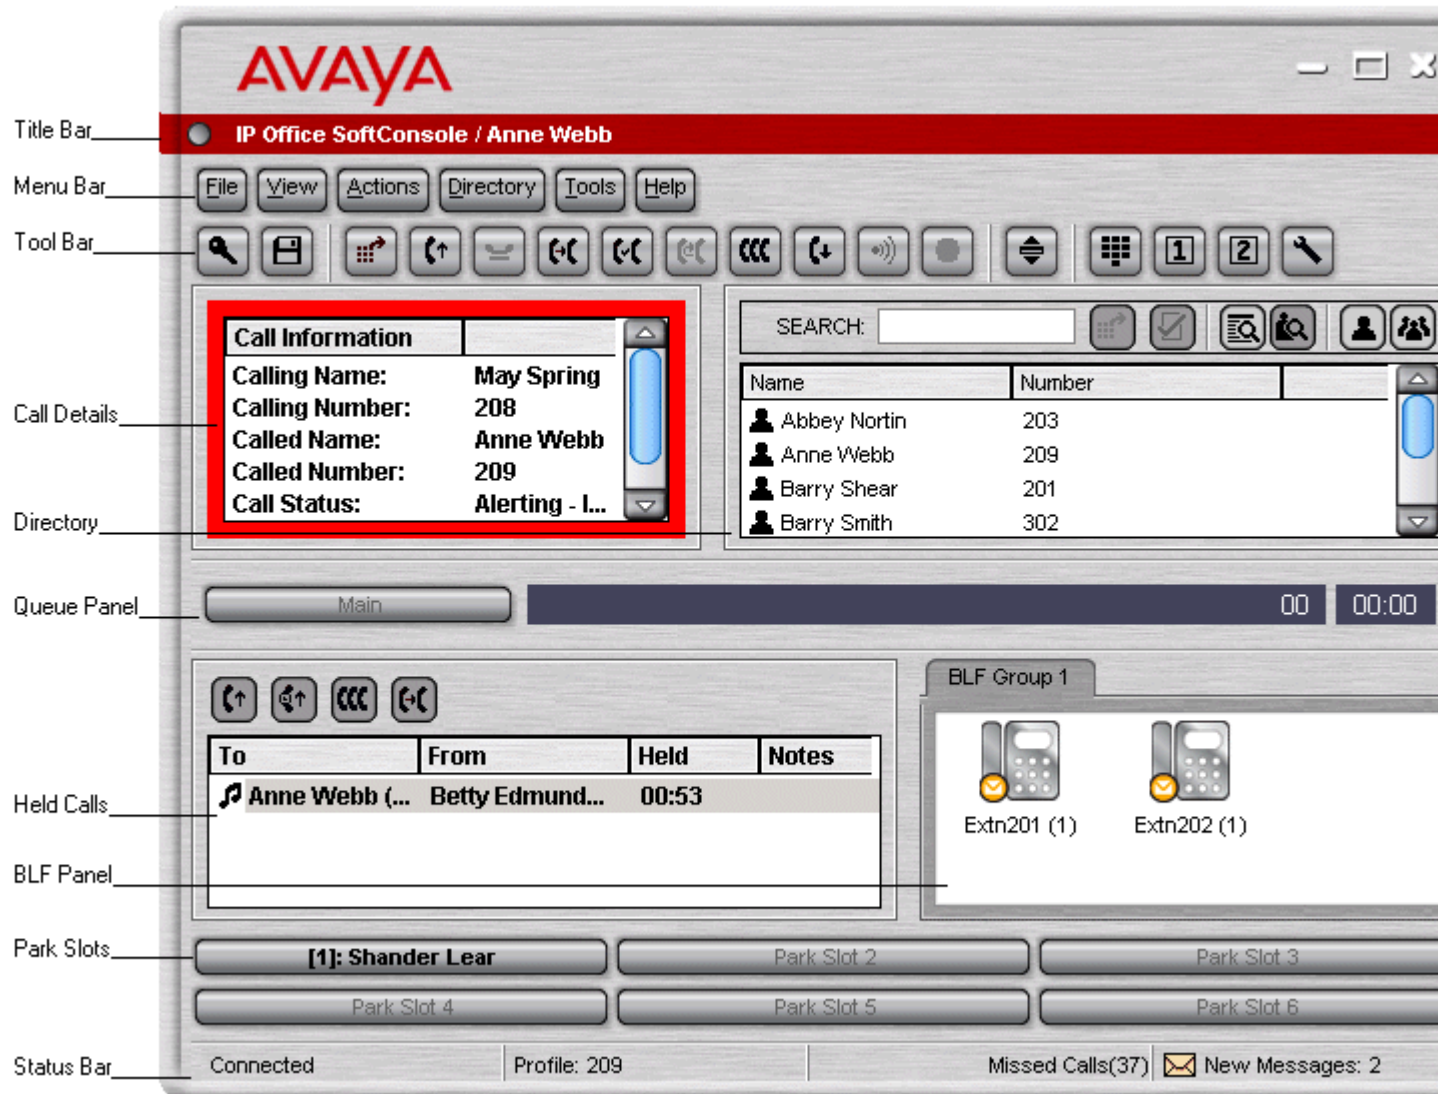 AVAYA
Title Bar
IP Office SoftConsole / Anne Webb
Menu Bar
File View Actions Directory Tools Help
Tool Bar
1 2
Call Information
Calling Name: May Spring
Calling Number: 208
Called Name: Anne Webb
Called Number: 209
Call Status: Alerting - I...
Call Details
SEARCH:
Name Number
Abbey Nortin 203
Anne Webb 209
Barry Shear 201
Barry Smith 302
Directory
Queue Panel
Main 00 00:00
To From Held Notes
Anne Webb (... Betty Edmund... 00:53
Held Calls
BLF Group 1
Extn201 (1) Extn202 (1)
BLF Panel
Park Slots
[1]: Shander Lear Park Slot 2 Park Slot 3
Park Slot 4 Park Slot 5 Park Slot 6
Status Bar
Connected Profile: 209 Missed Calls(37) New Messages: 2